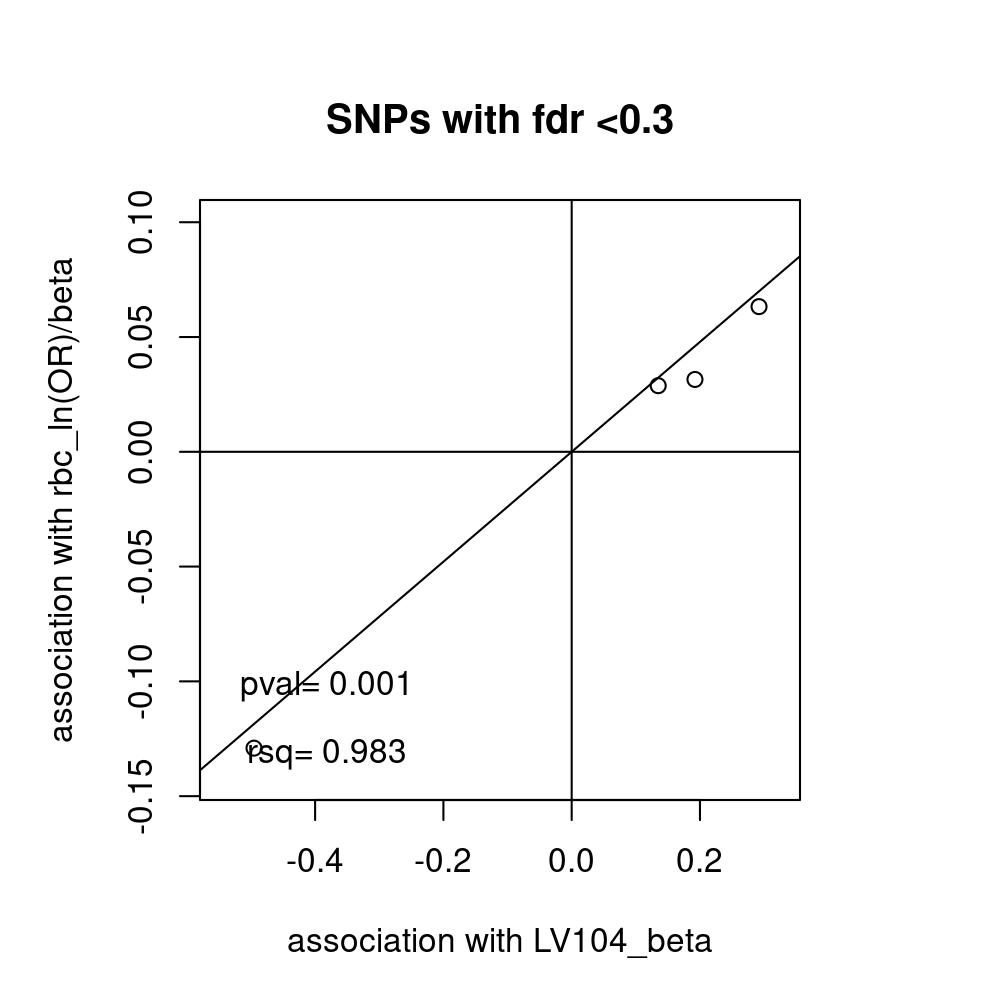 SNPs with fdr <0.3
association with rbc_ln(OR)/beta
0.10
0.05
0.00
-0.05
-0.10
-0.15
pval= 0.001
rsq= 0.983
-0.4 -0.2 0.0 0.2
association with LV104_beta